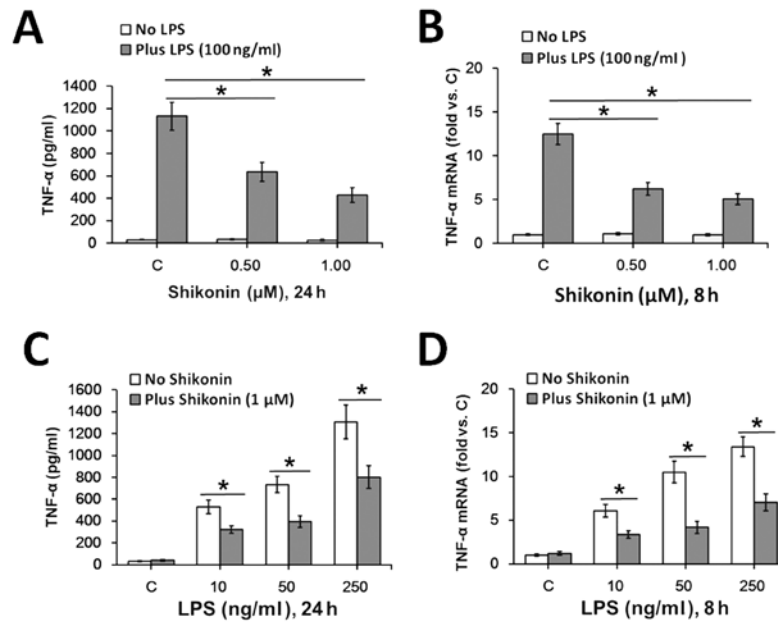 A
No LPS
Plus LPS (100 ng/ml)
TNF-α (pg/ml)
1400
1200
1000
800
600
400
200
0
*
*
C
0.50
1.00
Shikonin (µM), 24 h
B
No LPS
Plus LPS (100 ng/ml )
TNF-α mRNA (fold vs. C)
20
15
10
5
0
*
*
C
0.50
1.00
Shikonin (µM), 8 h
C
No Shikonin
Plus Shikonin (1 µM)
TNF-α (pg/ml)
1600
1400
1200
1000
800
600
400
200
0
*
*
*
C
10
50
250
LPS (ng/ml), 24 h
D
No Shikonin
Plus Shikonin (1 µM)
TNF-α mRNA (fold vs. C)
20
15
10
5
0
*
*
*
C
10
50
250
LPS (ng/ml), 8 h